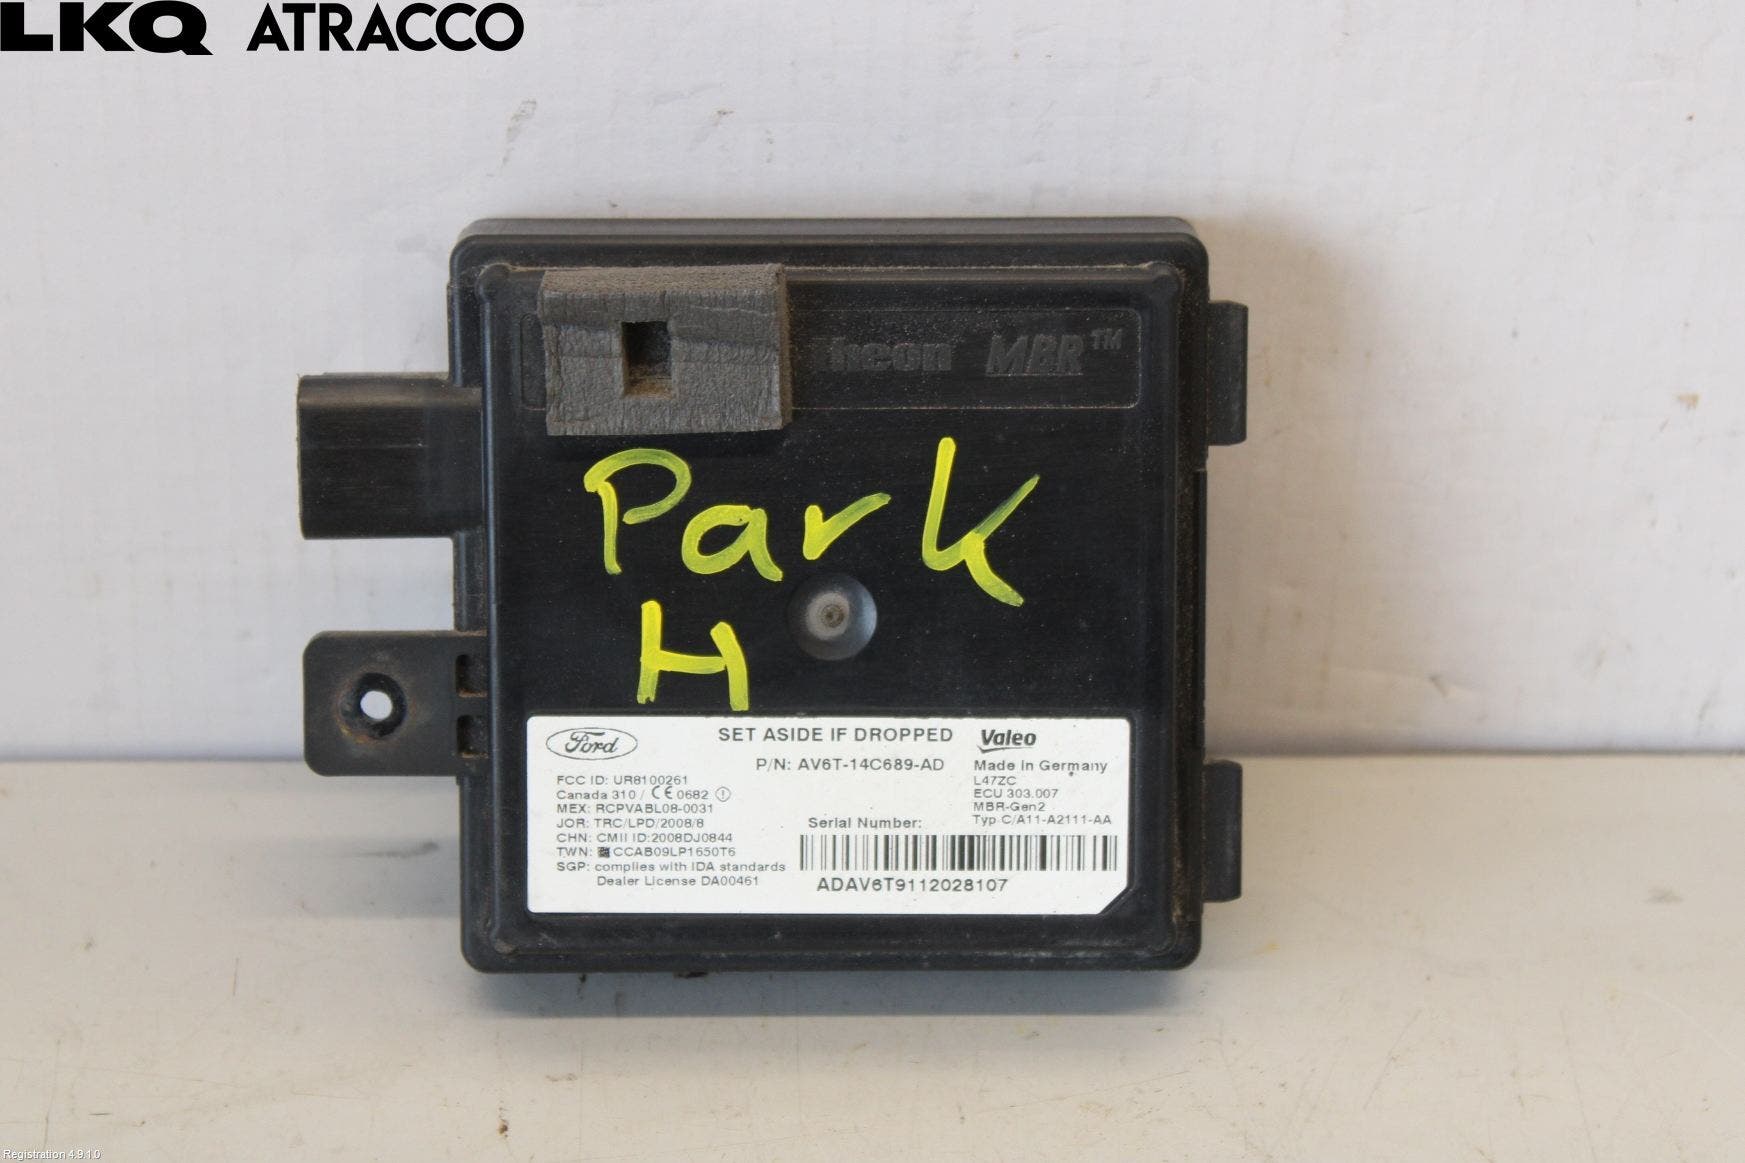 LKQ ATRACCO
heon MBR™
Park
H
Ford
SET ASIDE IF DROPPED
Valeo
P/N: AV6T-14C689-AD
Made in Germany
L47ZC
ECU 303.007
MBR-Gen2
Typ C/A11-A2111-AA
FCC ID: UR8100261
Canada 310 / CE 0682
MEX: RCPVABL08-0031
JOR: TRC/LPD/2008/8
CHN: CMII ID:2008DJ0844
TWN: CCAB09LP1650T6
SGP: complies with IDA standards
Dealer License DA00461
Serial Number:
ADAV6T9112028107
Registration 4.9.1.0